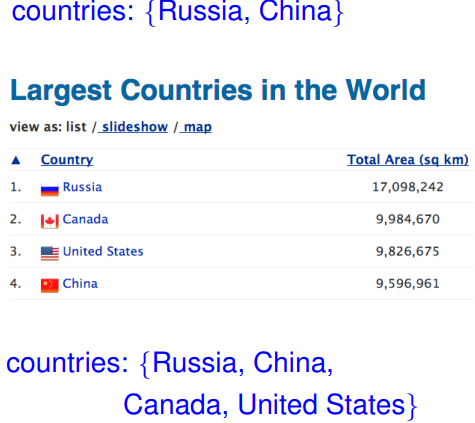 countries: {Russia, China}
Largest Countries in the World
view as: list / slideshow / map
▲ Country Total Area (sq km)
1. Russia 17,098,242
2. Canada 9,984,670
3. United States 9,826,675
4. China 9,596,961
countries: {Russia, China,
Canada, United States}